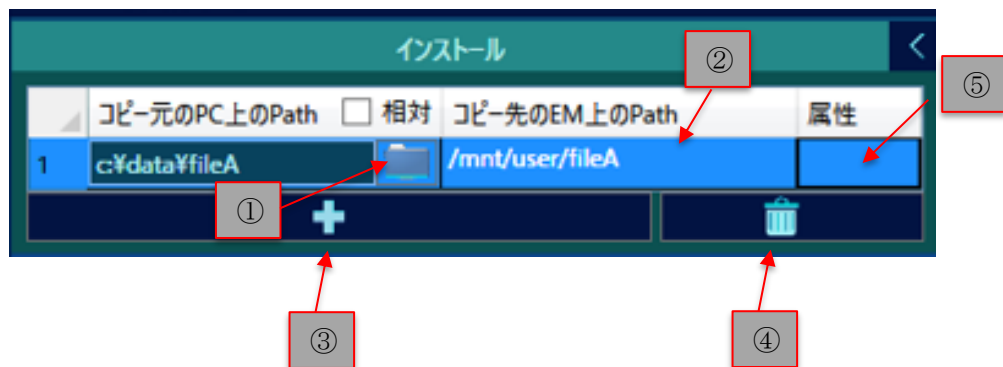 インストール
②
⑤
コピー元のPC上のPath 相対 コピー先のEM上のPath 属性
1 c:¥data¥fileA /mnt/user/fileA
①
③
④